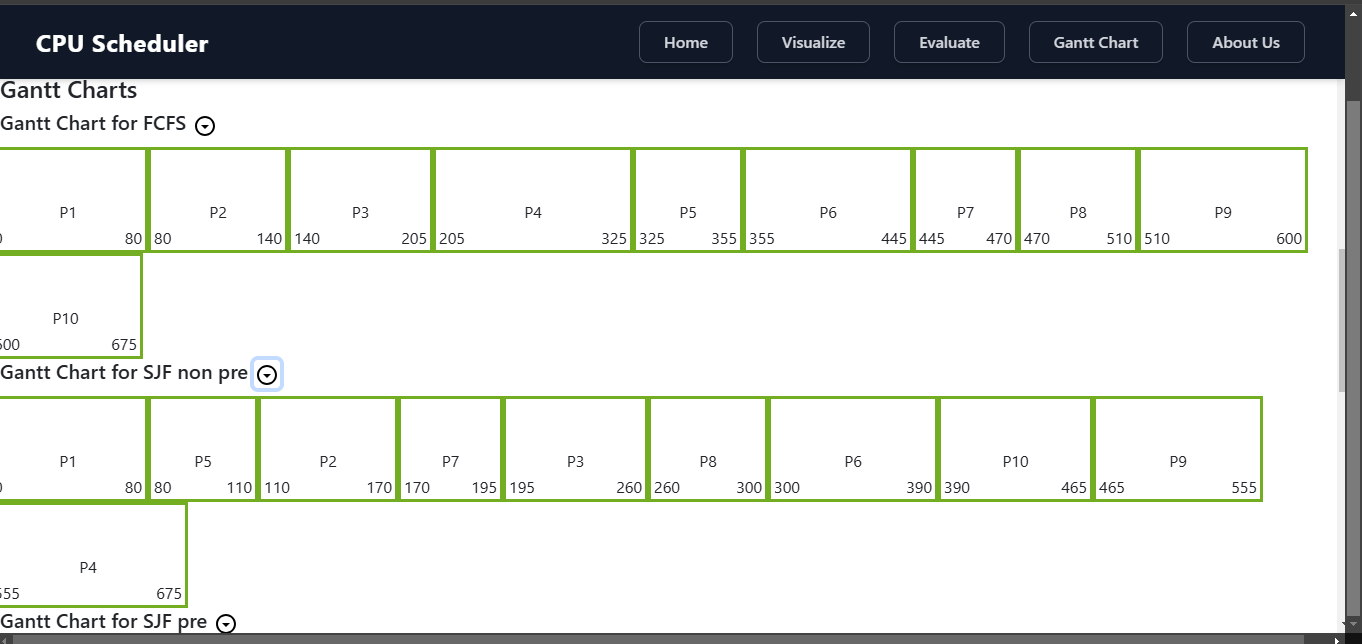 CPU Scheduler Home Visualize Evaluate Gantt Chart About Us
Gantt Charts
Gantt Chart for FCFS
P1 P2 P3 P4 P5 P6 P7 P8 P9
0 80 80 140 140 205 205 325 325 355 355 445 445 470 470 510 510 600
P10
600 675
Gantt Chart for SJF non pre
P1 P5 P2 P7 P3 P8 P6 P10 P9
0 80 80 110 110 170 170 195 195 260 260 300 300 390 390 465 465 555
P4
555 675
Gantt Chart for SJF pre